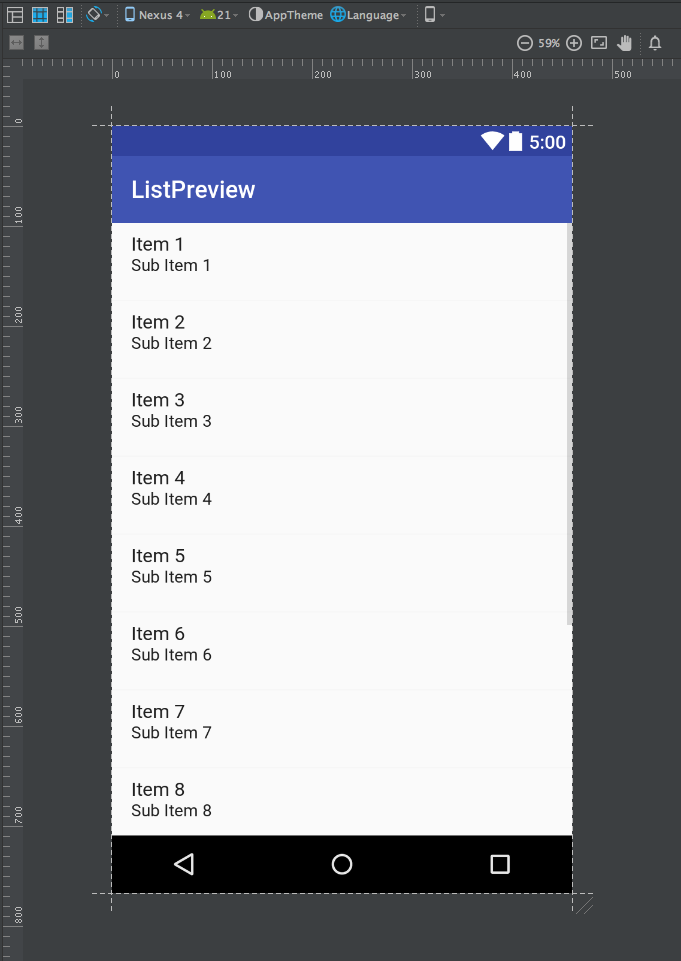 Nexus 4 21 AppTheme Language
59%
0 100 200 300 400 500
0
100
200
300
400
500
600
700
800
5:00
ListPreview
Item 1
Sub Item 1
Item 2
Sub Item 2
Item 3
Sub Item 3
Item 4
Sub Item 4
Item 5
Sub Item 5
Item 6
Sub Item 6
Item 7
Sub Item 7
Item 8
Sub Item 8